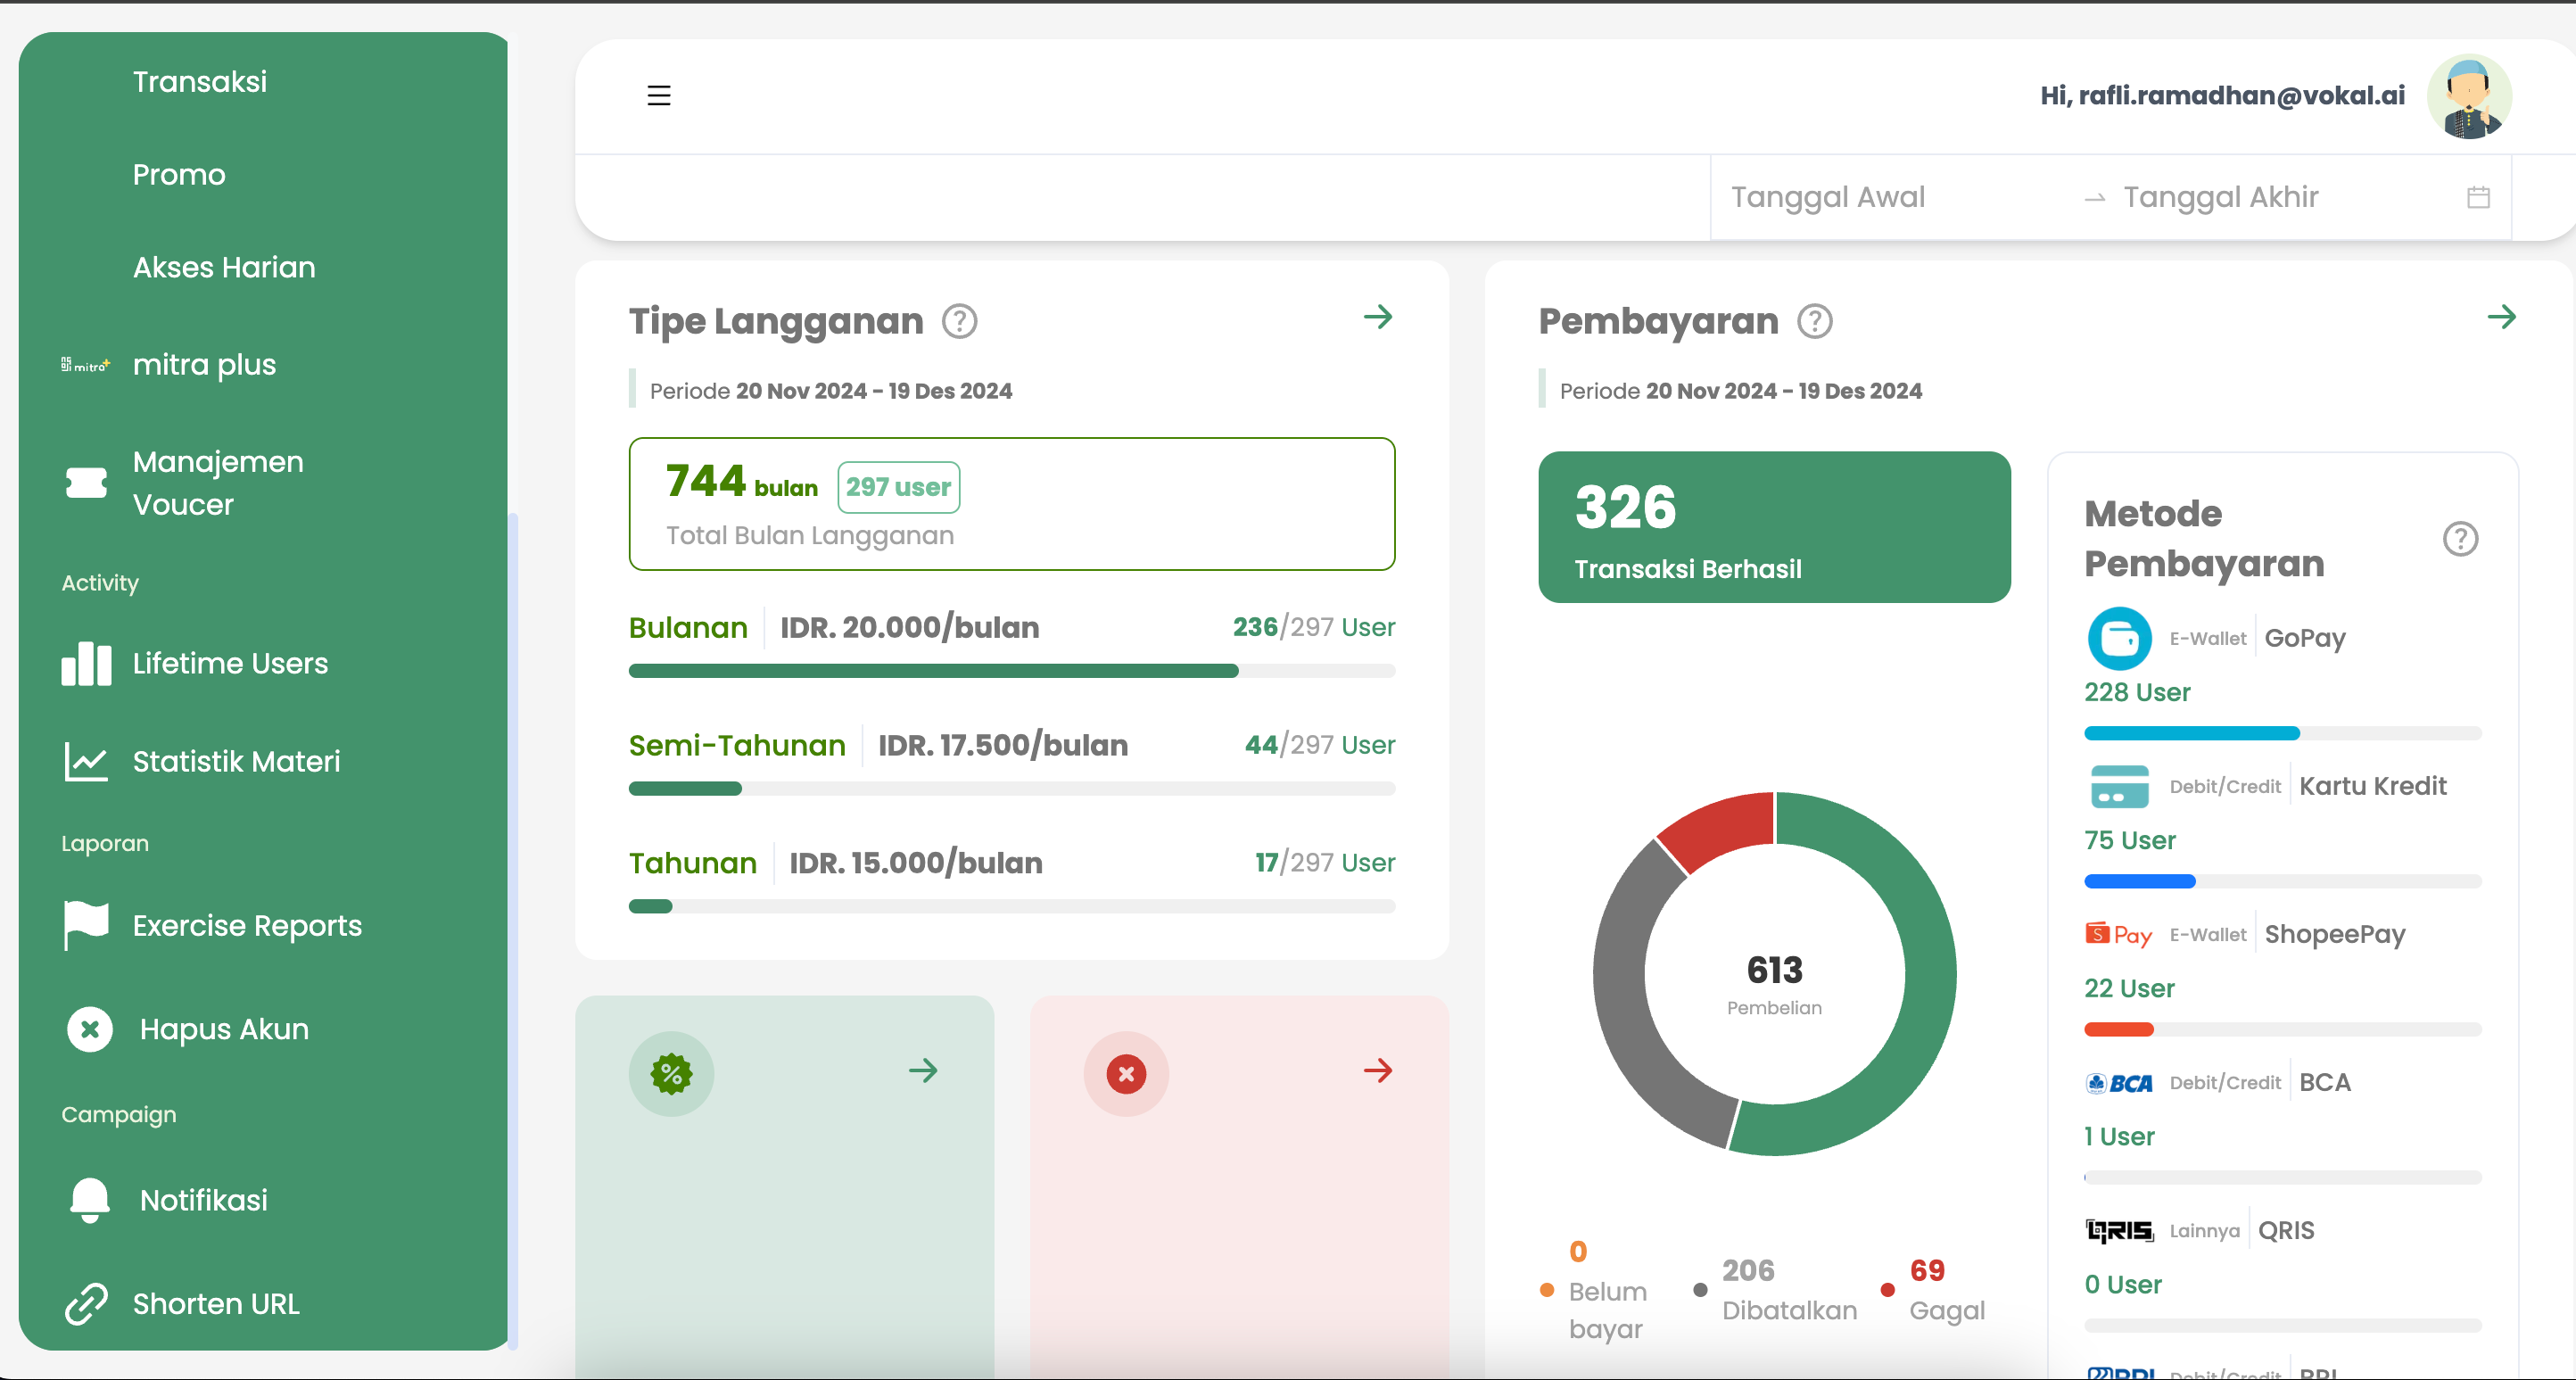 Transaksi
Promo
Akses Harian
mitra
mitra plus
Manajemen
Voucer
Activity
Lifetime Users
Statistik Materi
Laporan
Exercise Reports
Hapus Akun
Campaign
Notifikasi
Shorten URL
Hi, rafli.ramadhan@vokal.ai
Tanggal Awal
Tanggal Akhir
Tipe Langganan
Periode 20 Nov 2024 - 19 Des 2024
744 bulan 297 user
Total Bulan Langganan
Bulanan IDR. 20.000/bulan 236/297 User
Semi-Tahunan IDR. 17.500/bulan 44/297 User
Tahunan IDR. 15.000/bulan 17/297 User
Pembayaran
Periode 20 Nov 2024 - 19 Des 2024
326
Transaksi Berhasil
613
Pembelian
0
Belum
bayar
206
Dibatalkan
69
Gagal
Metode
Pembayaran
E-Wallet GoPay
228 User
Debit/Credit Kartu Kredit
75 User
S Pay E-Wallet ShopeePay
22 User
BCA Debit/Credit BCA
1 User
QRIS Lainnya QRIS
0 User
BRI Debit/Credit BRI